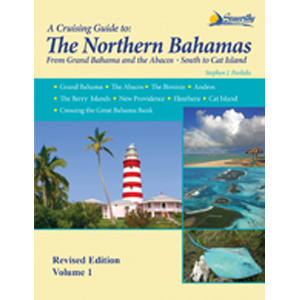 A Cruising Guide to:
The Northern Bahamas
From Grand Bahama and the Abacos - South to Cat Island
Stephen J. Pavlidis
• Grand Bahama • The Abacos • The Biminis • Andros
• The Berry Islands • New Providence • Eleuthera • Cat Island
• Crossing the Great Bahama Bank
Revised Edition
Volume 1